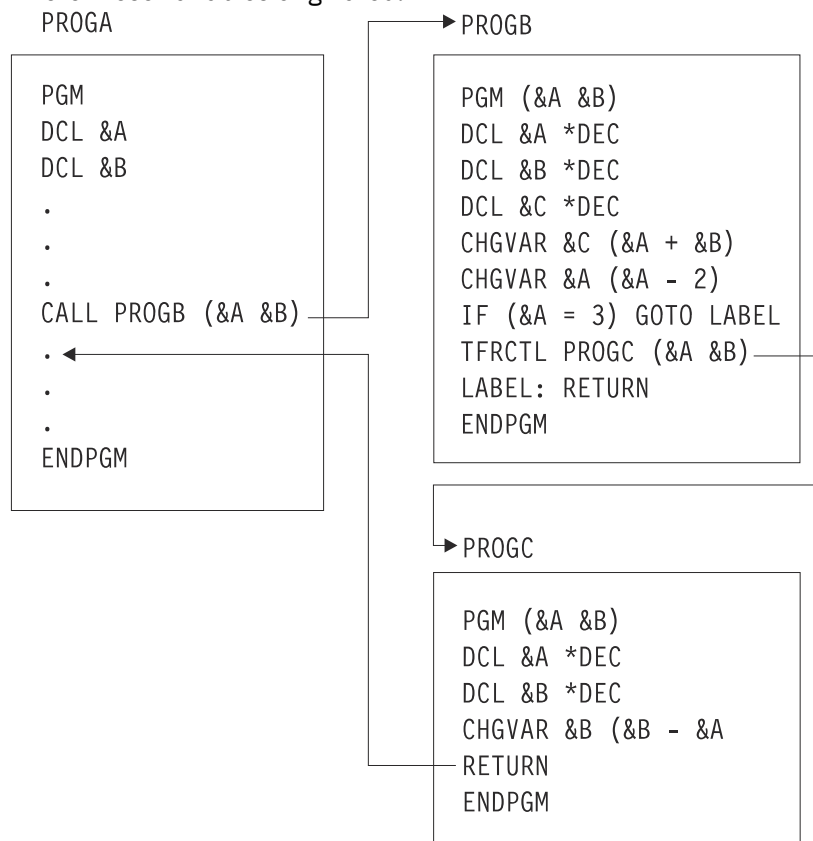 PROGA
PGM
DCL &A
DCL &B
.
.
.
CALL PROGB (&A &B)
.
.
.
ENDPGM
PROGB
PGM (&A &B)
DCL &A *DEC
DCL &B *DEC
DCL &C *DEC
CHGVAR &C (&A + &B)
CHGVAR &A (&A - 2)
IF (&A = 3) GOTO LABEL
TFRCTL PROGC (&A &B)
LABEL: RETURN
ENDPGM
PROGC
PGM (&A &B)
DCL &A *DEC
DCL &B *DEC
CHGVAR &B (&B - &A
RETURN
ENDPGM